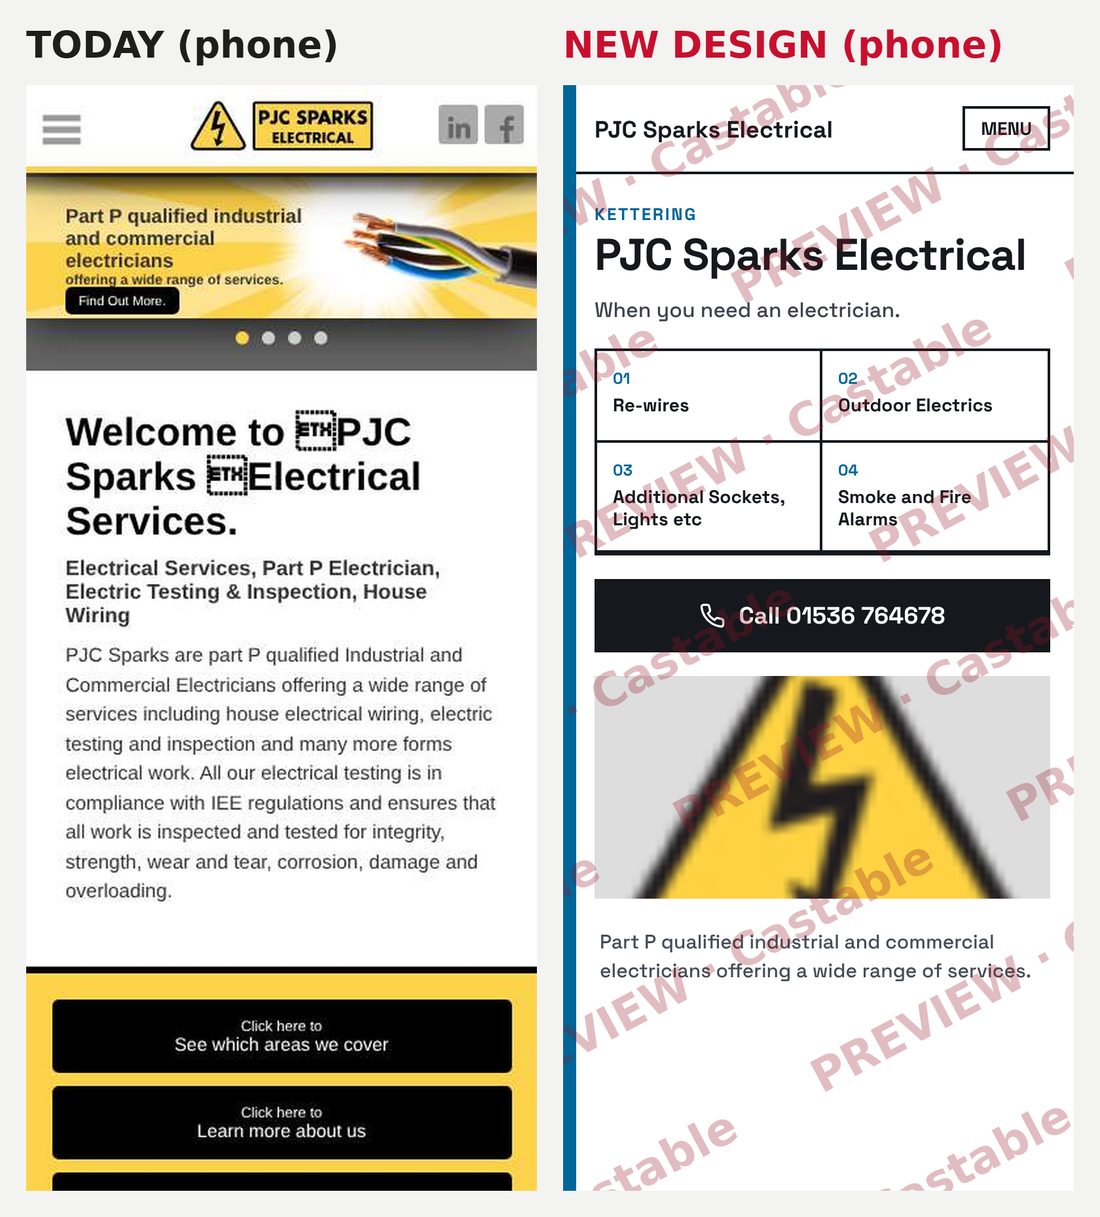 TODAY (phone)
PJC SPARKS
ELECTRICAL
in f
Part P qualified industrial
and commercial
electricians
offering a wide range of services.
Find Out More.
Welcome to PJC
Sparks Electrical
Services.
Electrical Services, Part P Electrician,
Electric Testing & Inspection, House
Wiring
PJC Sparks are part P qualified Industrial and
Commercial Electricians offering a wide range of
services including house electrical wiring, electric
testing and inspection and many more forms
electrical work. All our electrical testing is in
compliance with IEE regulations and ensures that
all work is inspected and tested for integrity,
strength, wear and tear, corrosion, damage and
overloading.
Click here to
See which areas we cover
Click here to
Learn more about us
NEW DESIGN (phone)
PJC Sparks Electrical
MENU
KETTERING
PJC Sparks Electrical
When you need an electrician.
01
Re-wires
02
Outdoor Electrics
03
Additional Sockets,
Lights etc
04
Smoke and Fire
Alarms
Call 01536 764678
Part P qualified industrial and commercial
electricians offering a wide range of services.
PREVIEW · Castable